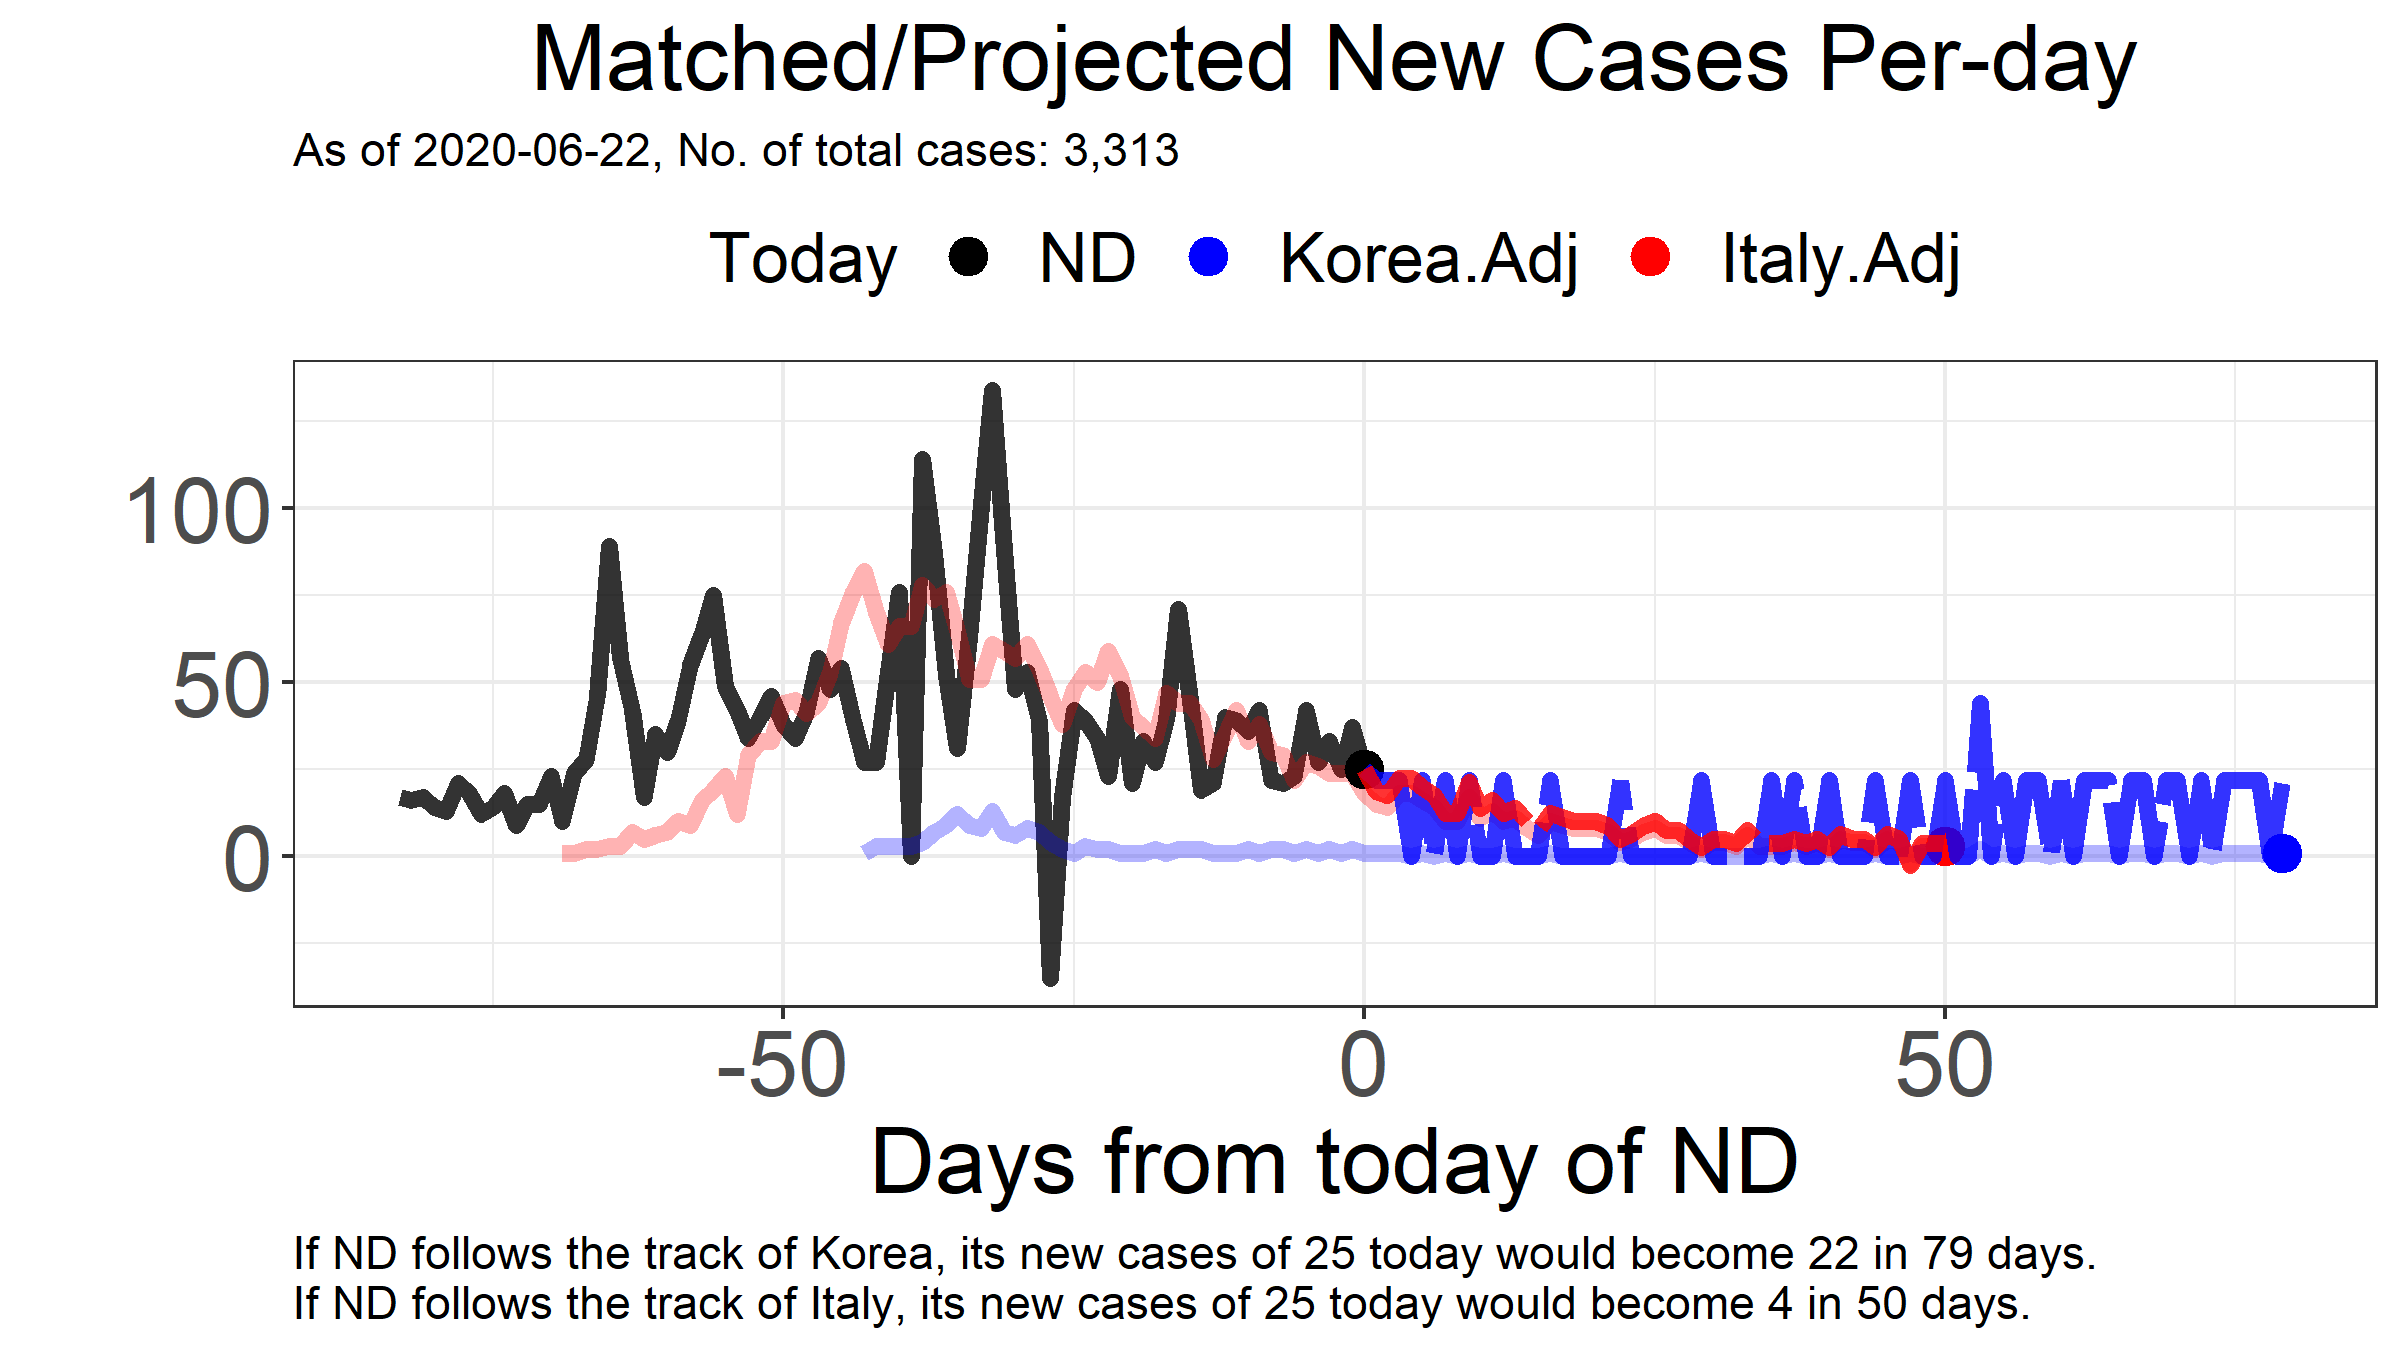 Matched/Projected New Cases Per-day
As of 2020-06-22, No. of total cases: 3,313
Today ND Korea.Adj Italy.Adj
100
50
0
-50 0 50
Days from today of ND
If ND follows the track of Korea, its new cases of 25 today would become 22 in 79 days.
If ND follows the track of Italy, its new cases of 25 today would become 4 in 50 days.